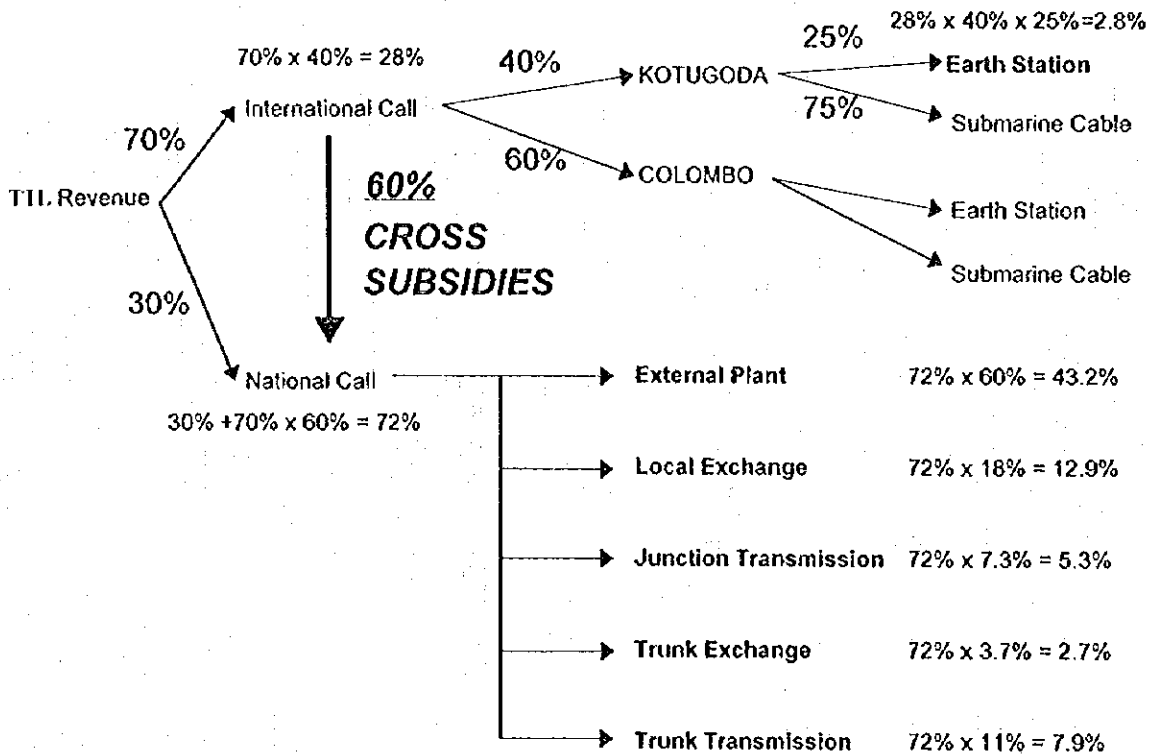 28% x 40% x 25%=2.8%
70% x 40% = 28%
40%
KOTUGODA
25%
Earth Station
International Call
75%
Submarine Cable
70%
60%
COLOMBO
TTL Revenue
60%
CROSS
SUBSIDIES
Earth Station
Submarine Cable
30%
National Call
30% +70% x 60% = 72%
External Plant 72% x 60% = 43.2%
Local Exchange 72% x 18% = 12.9%
Junction Transmission 72% x 7.3% = 5.3%
Trunk Exchange 72% x 3.7% = 2.7%
Trunk Transmission 72% x 11% = 7.9%